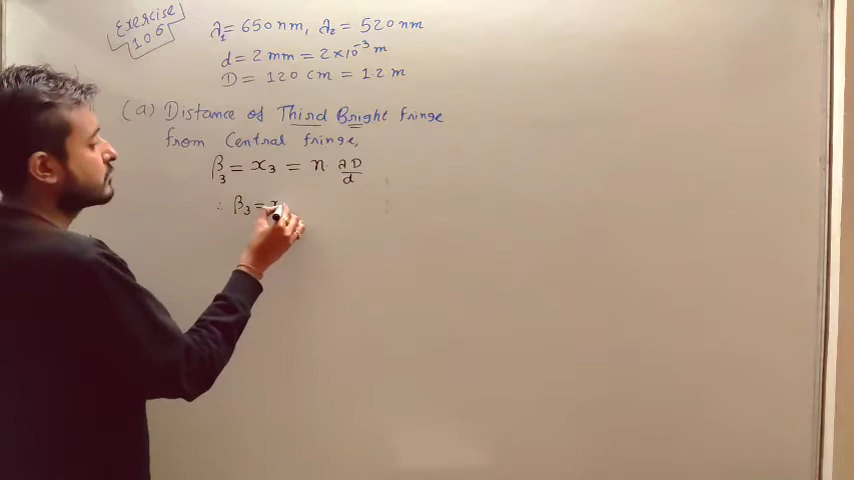 Exercise
10.6
λ₁ = 650 nm, λ₂ = 520 nm
d = 2 mm = 2×10⁻³ m
D = 120 cm = 1.2 m
(a) Distance of Third Bright fringe
from Central fringe,
β₃ = x₃ = n · λD/d
∴ β₃ = x